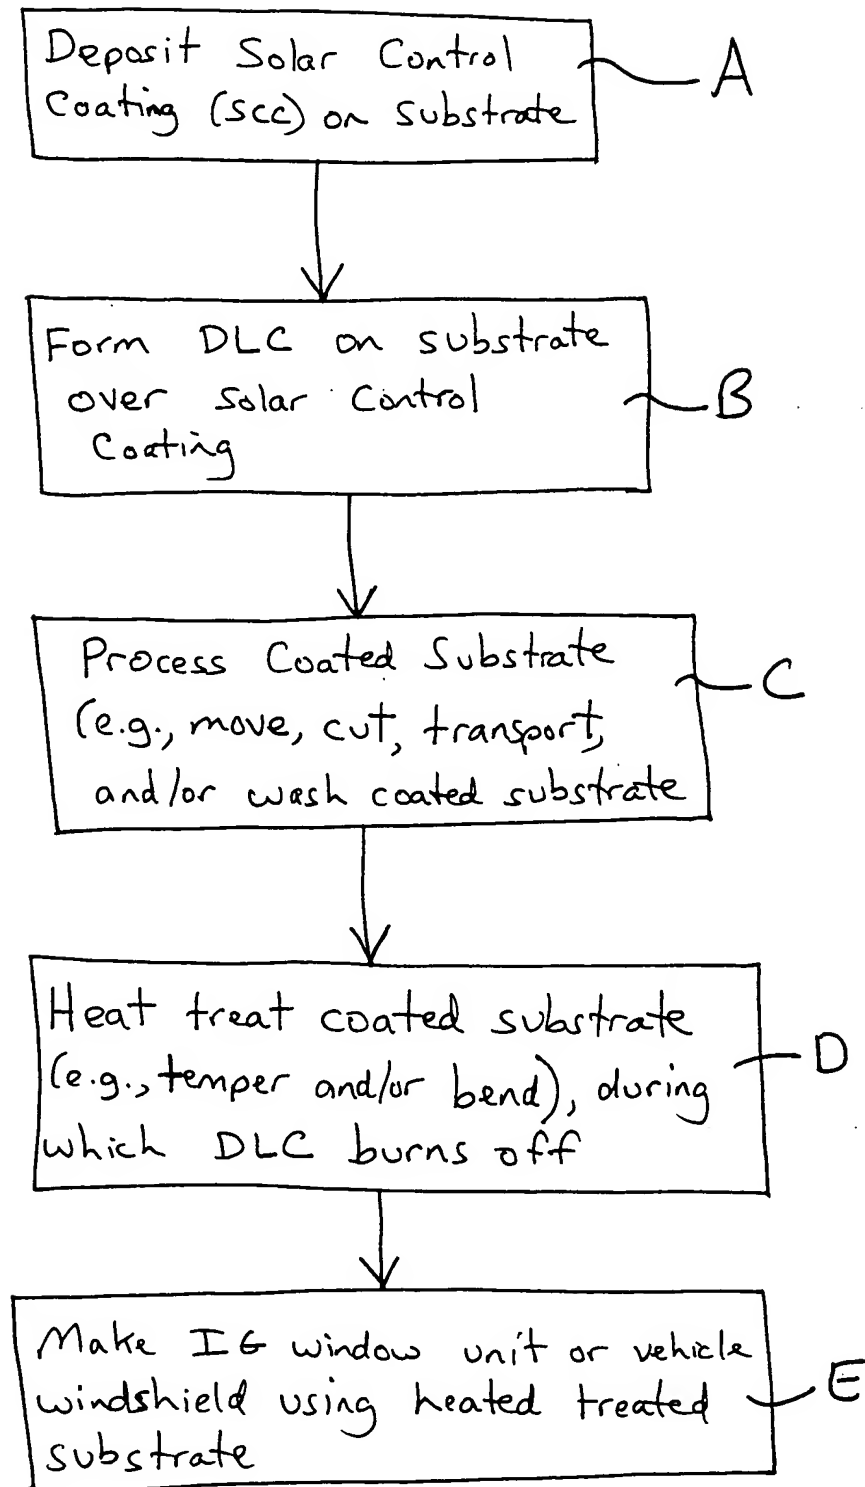 Deposit Solar Control
Coating (SCC) on substrate
A
Form DLC on substrate
over Solar Control
Coating
B
Process Coated Substrate
(e.g., move, cut, transport,
and/or wash coated substrate
C
Heat treat coated substrate
(e.g., temper and/or bend), during
which DLC burns off
D
Make IG window unit or vehicle
windshield using heated treated
substrate
E